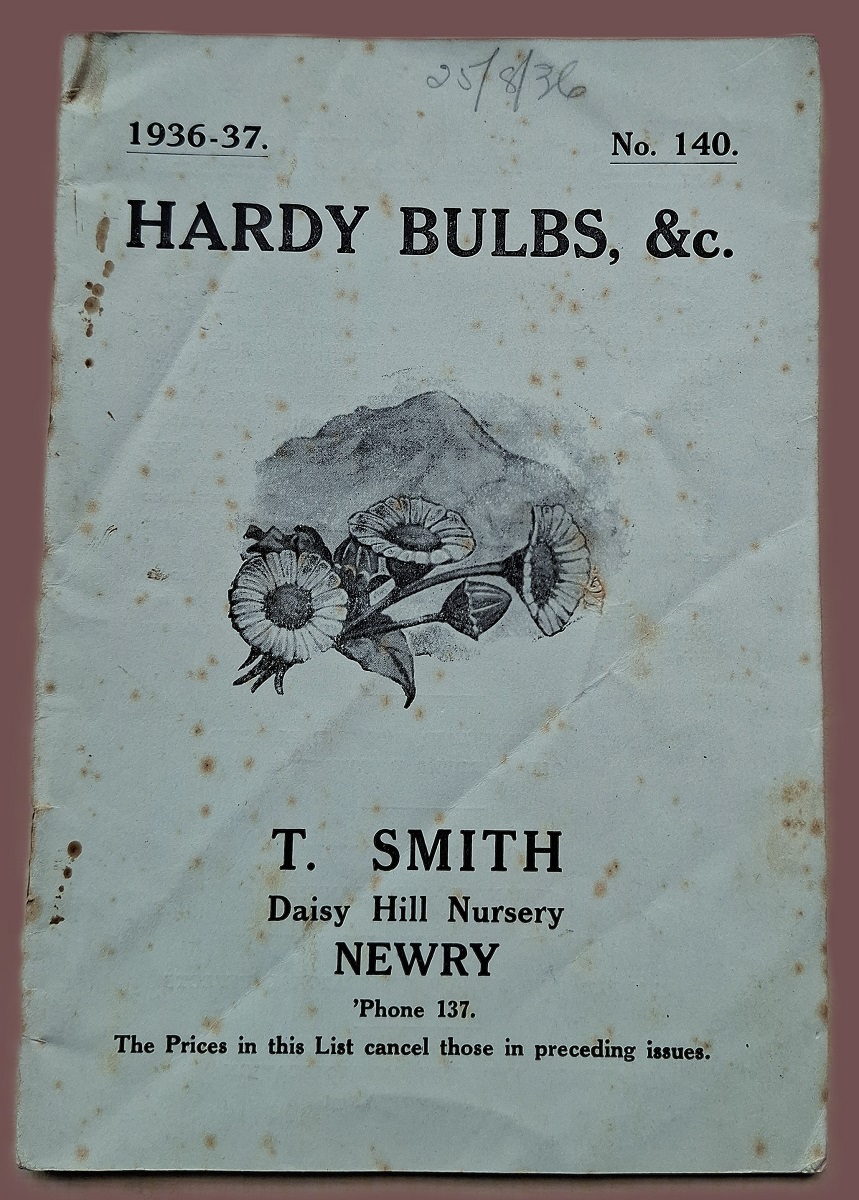 25/8/36
1936-37.
No. 140.
HARDY BULBS, &c.
T. SMITH
Daisy Hill Nursery
NEWRY
'Phone 137.
The Prices in this List cancel those in preceding issues.